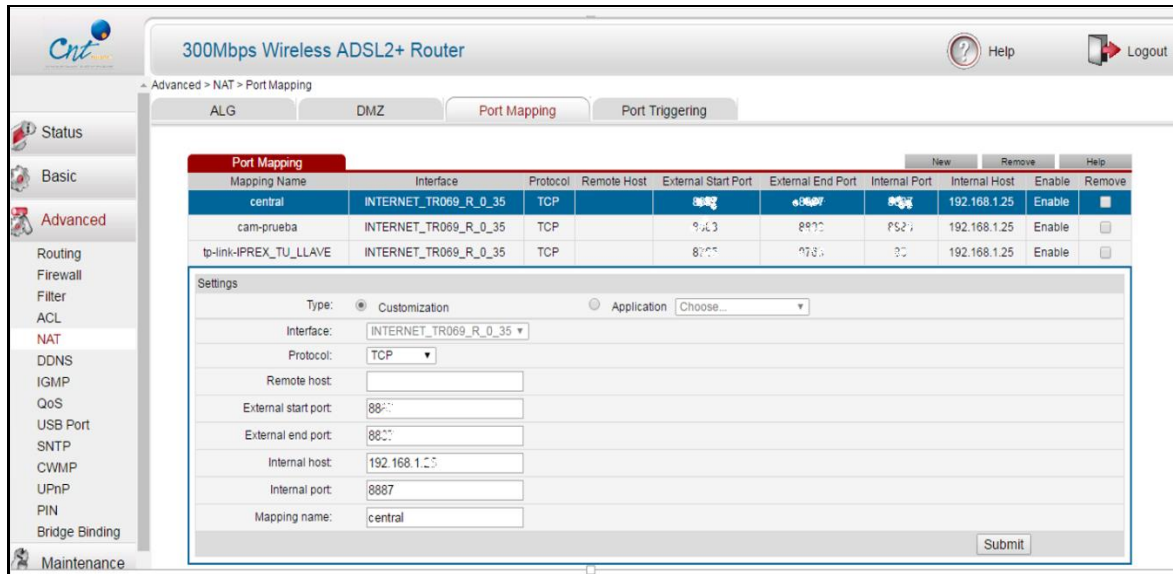 Cnt
300Mbps Wireless ADSL2+ Router
Help
Logout
Advanced > NAT > Port Mapping
ALG DMZ Port Mapping Port Triggering
Status
Basic
Advanced
Routing
Firewall
Filter
ACL
NAT
DDNS
IGMP
QoS
USB Port
SNTP
CWMP
UPnP
PIN
Bridge Binding
Maintenance
Port Mapping New Remove Help
Mapping Name Interface Protocol Remote Host External Start Port External End Port Internal Port Internal Host Enable Remove
central INTERNET_TR069_R_0_35 TCP 192.168.1.25 Enable
cam-prueba INTERNET_TR069_R_0_35 TCP 192.168.1.25 Enable
tp-link-IPREX_TU_LLAVE INTERNET_TR069_R_0_35 TCP 192.168.1.25 Enable
Settings
Type: Customization Application Choose...
Interface: INTERNET_TR069_R_0_35
Protocol: TCP
Remote host:
External start port:
External end port:
Internal host:
Internal port: 8887
Mapping name: central
Submit